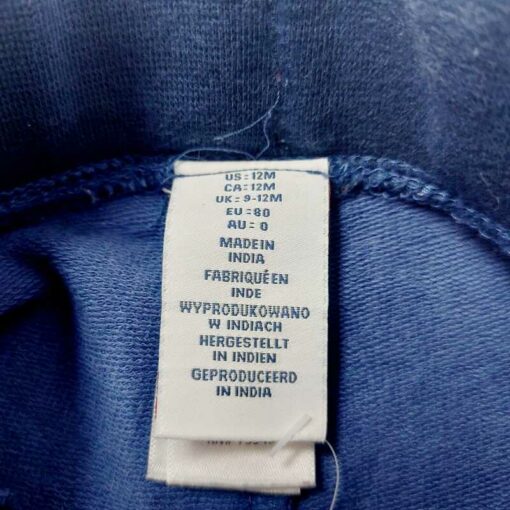 US : 12M
CA : 12M
UK : 9-12M
EU : 80
AU : 0
MADE IN
INDIA
FABRIQUÉ EN
INDE
WYPRODUKOWANO
W INDIACH
HERGESTELLT
IN INDIEN
GEPRODUCEERD
IN INDIA